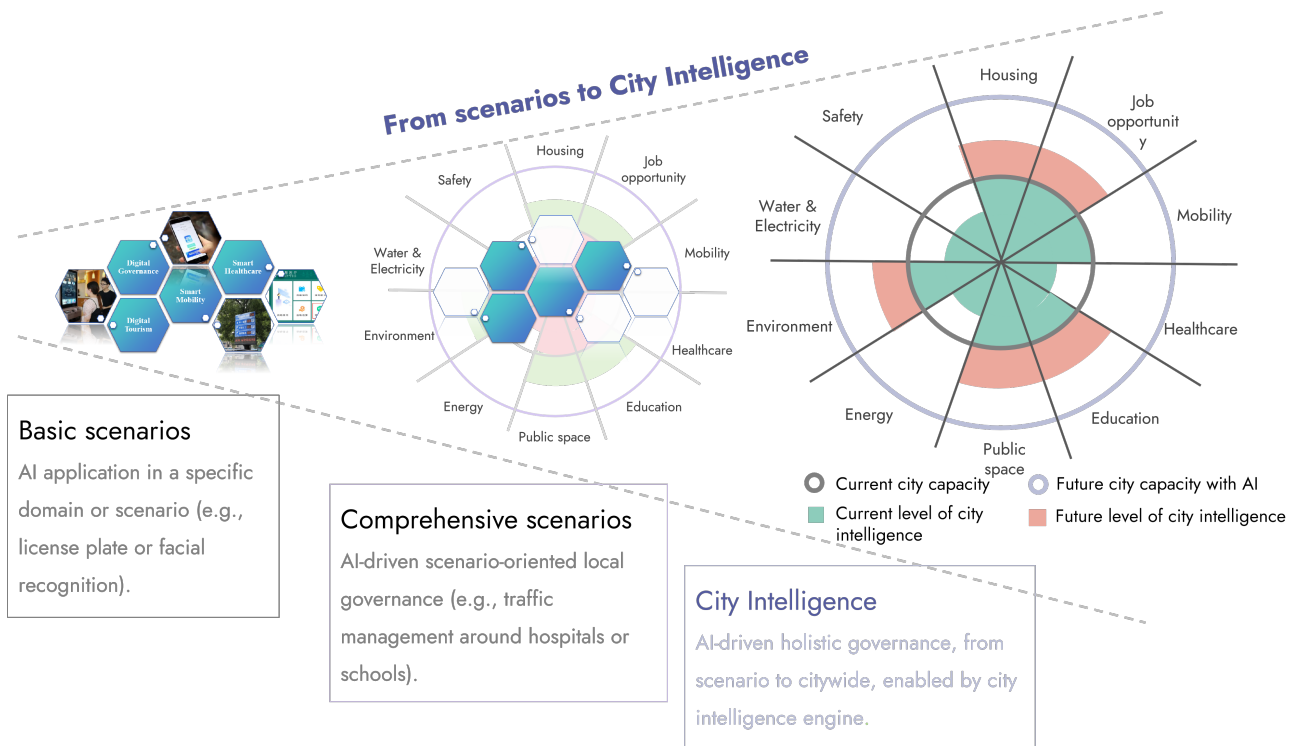 From scenarios to City Intelligence
Digital
Governance
Smart
Healthcare
Smart
Mobility
Digital
Tourism
Housing
Job
opportunity
Safety
Mobility
Water &
Electricity
Environment
Healthcare
Energy
Education
Public space
Housing
Job
opportunit
y
Safety
Mobility
Water &
Electricity
Environment
Healthcare
Energy
Education
Public
space
Current city capacity
Future city capacity with AI
Current level of city
intelligence
Future level of city intelligence
Basic scenarios
AI application in a specific
domain or scenario (e.g.,
license plate or facial
recognition).
Comprehensive scenarios
AI-driven scenario-oriented local
governance (e.g., traffic
management around hospitals or
schools).
City Intelligence
AI-driven holistic governance, from
scenario to citywide, enabled by city
intelligence engine.